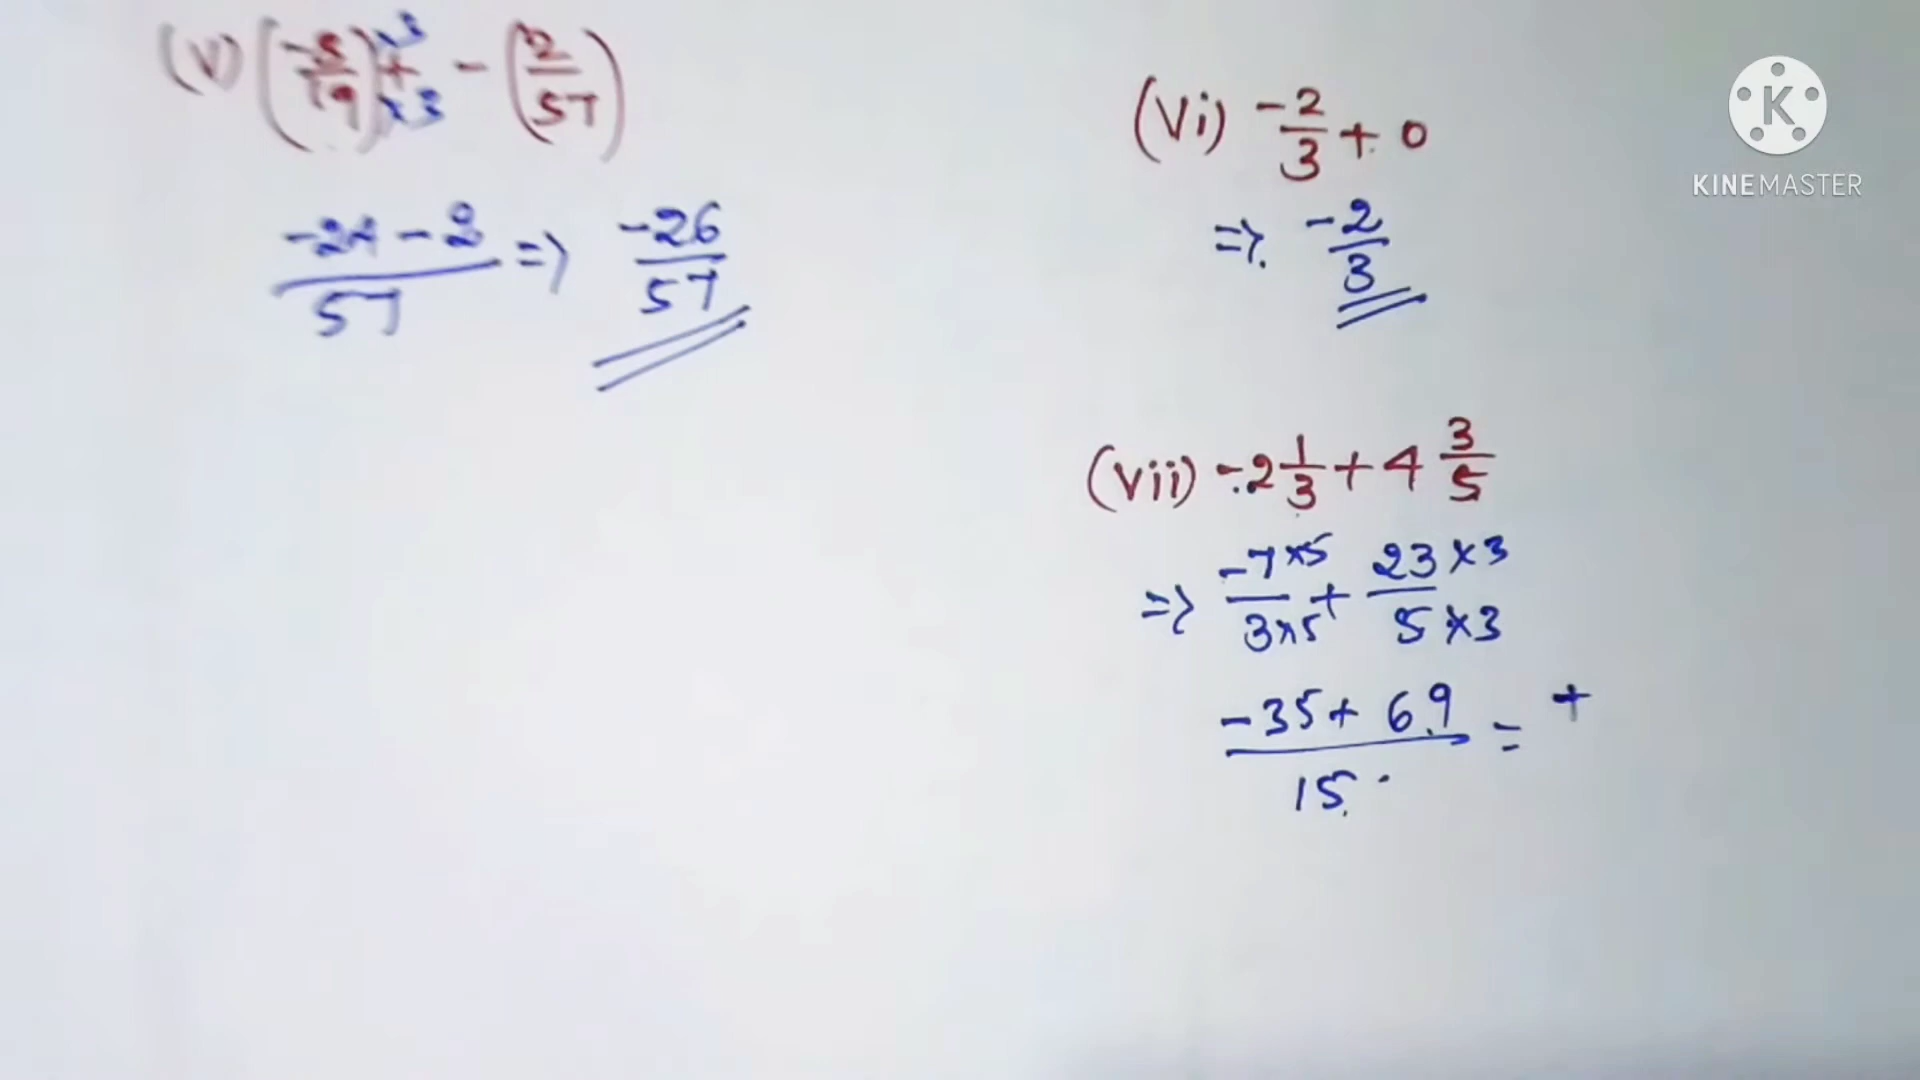 (v) (-8/19)×3/×3 + - (2/57)
-24 - 2/57 => -26/57
(vi) -2/3 + 0
=> -2/3
(vii) -2 1/3 + 4 3/5
=> -7×5/3×5 + 23×3/5×3
-35 + 69/15 = +
K
KINEMASTER